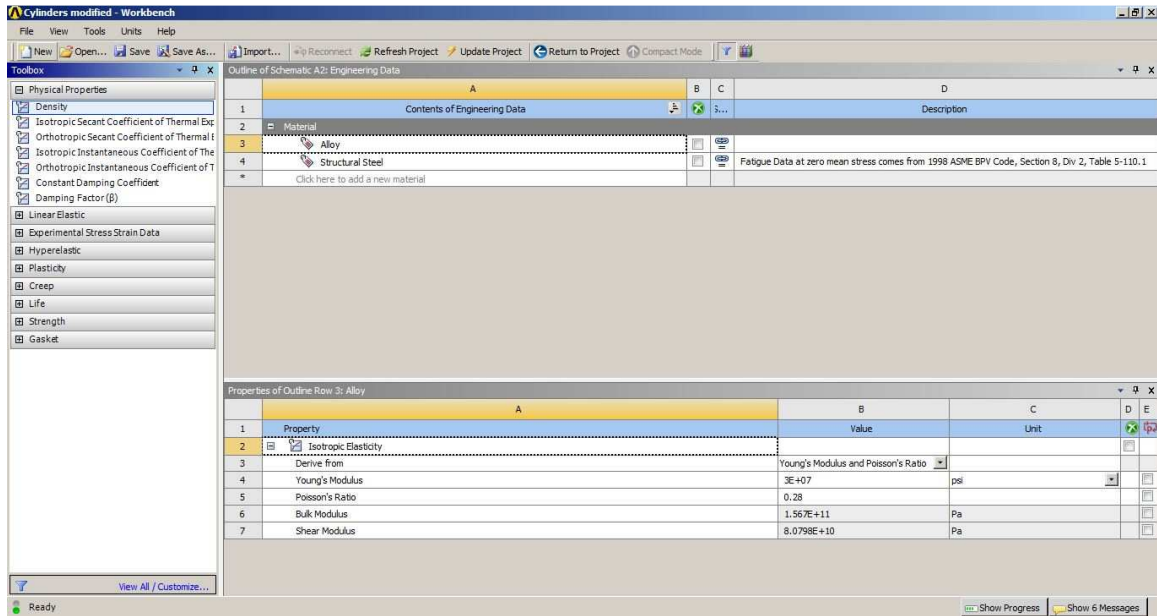 Cylinders modified - Workbench
File View Tools Units Help
New Open... Save Save As... Import... Reconnect Refresh Project Update Project Return to Project Compact Mode
Toolbox
Outline of Schematic A2: Engineering Data
Physical Properties
Density
Isotropic Secant Coefficient of Thermal Exp
Orthotropic Secant Coefficient of Thermal E
Isotropic Instantaneous Coefficient of The
Orthotropic Instantaneous Coefficient of T
Constant Damping Coefficient
Damping Factor (β)
Linear Elastic
Experimental Stress Strain Data
Hyperelastic
Plasticity
Creep
Life
Strength
Gasket
View All / Customize...
A B C D
1 Contents of Engineering Data S... Description
2 Material
3 Alloy
4 Structural Steel Fatigue Data at zero mean stress comes from 1998 ASME BPV Code, Section 8, Div 2, Table 5-110.1
* Click here to add a new material
Properties of Outline Row 3: Alloy
A B C D E
1 Property Value Unit
2 Isotropic Elasticity
3 Derive from Young's Modulus and Poisson's Ratio
4 Young's Modulus 3E+07 psi
5 Poisson's Ratio 0.28
6 Bulk Modulus 1.567E+11 Pa
7 Shear Modulus 8.0798E+10 Pa
Ready Show Progress Show 6 Messages